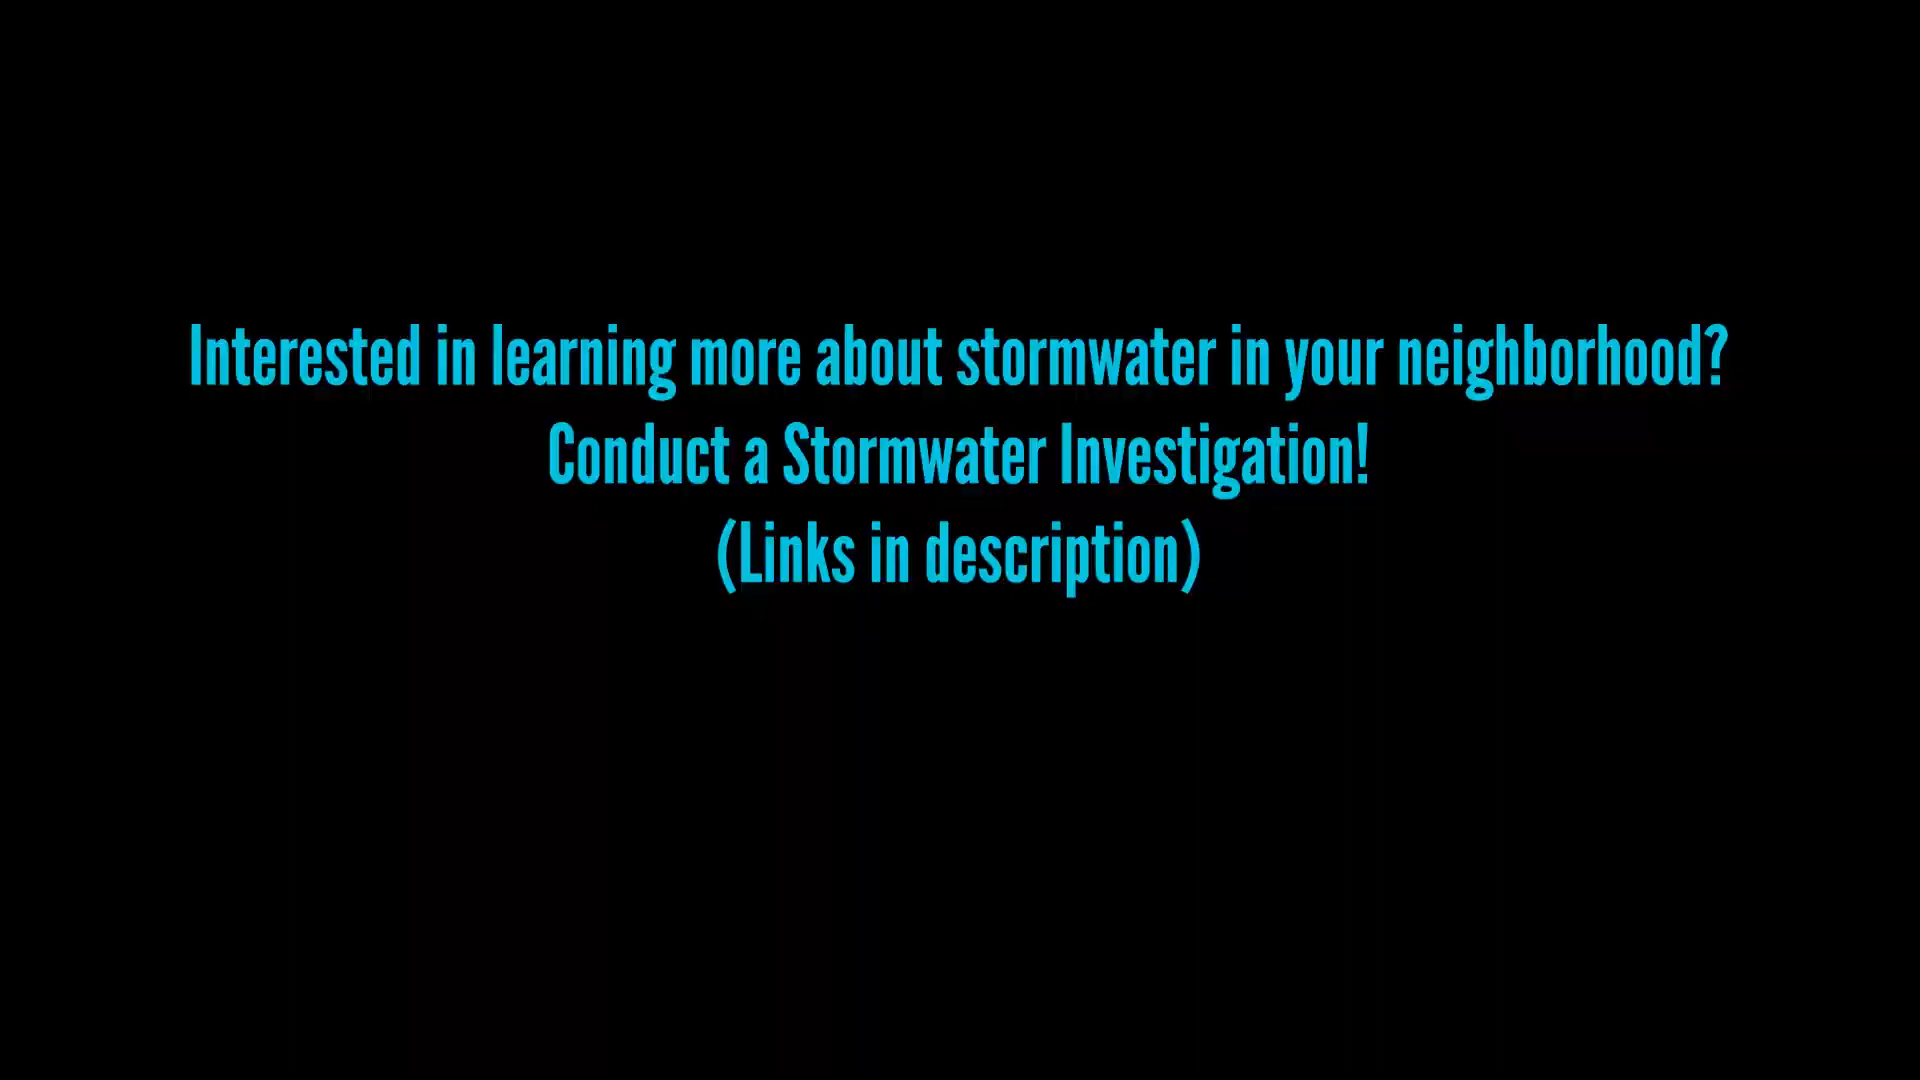 Interested in learning more about stormwater in your neighborhood?
Conduct a Stormwater Investigation!
(Links in description)